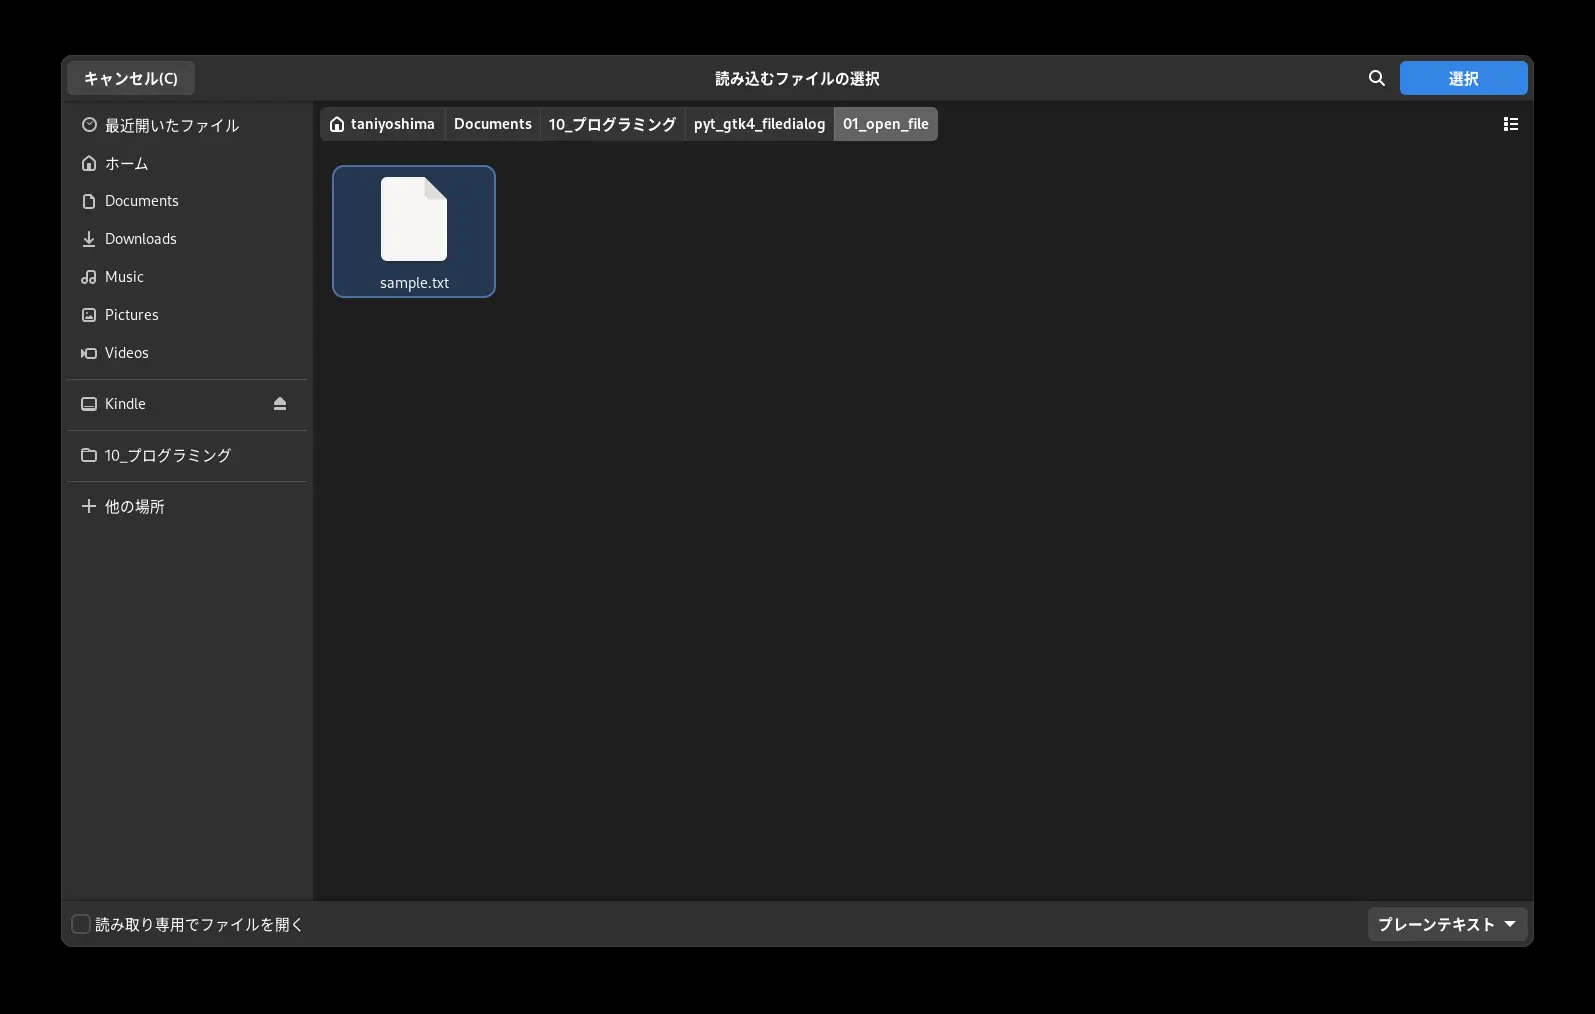 キャンセル(C)
読み込むファイルの選択
選択
最近開いたファイル
ホーム
Documents
Downloads
Music
Pictures
Videos
Kindle
10_プログラミング
他の場所
taniyoshima
Documents
10_プログラミング
pyt_gtk4_filedialog
01_open_file
sample.txt
読み取り専用でファイルを開く
プレーンテキスト